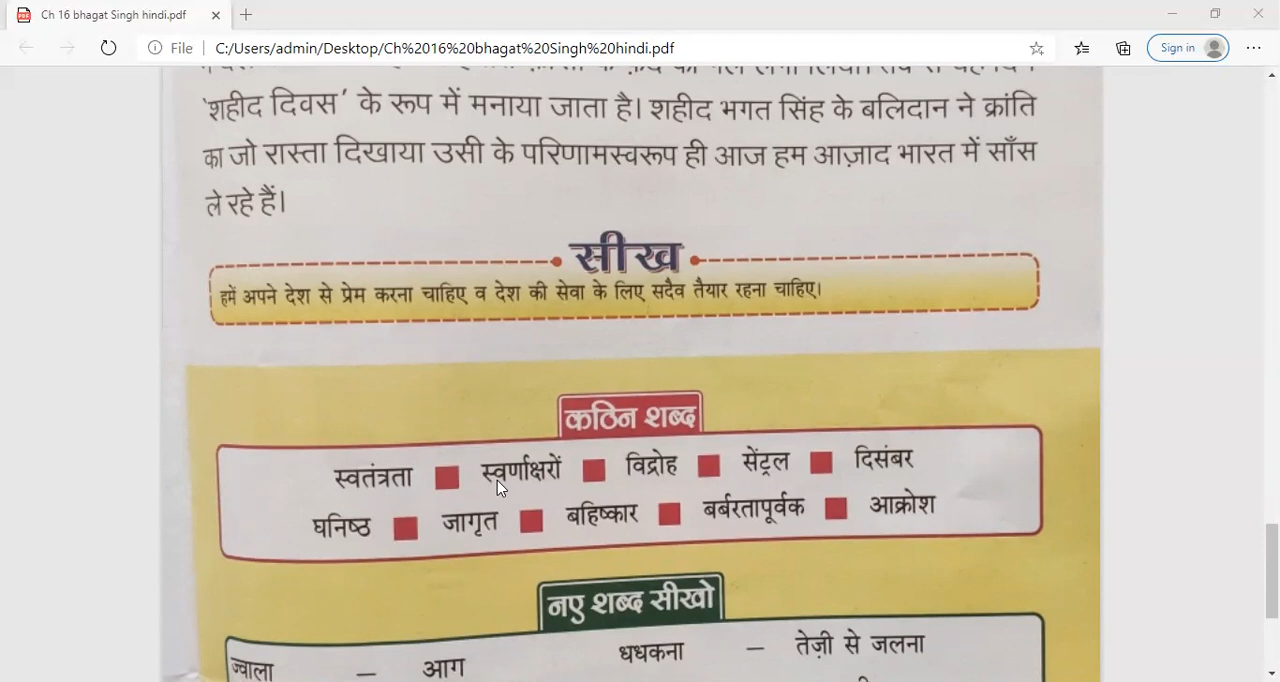 Ch 16 bhagat Singh hindi.pdf
File C:/Users/admin/Desktop/Ch%2016%20bhagat%20Singh%20hindi.pdf Sign in
'शहीद दिवस' के रूप में मनाया जाता है। शहीद भगत सिंह के बलिदान ने क्रांति
का जो रास्ता दिखाया उसी के परिणामस्वरूप ही आज हम आज़ाद भारत में साँस
ले रहे हैं।
सीख
हमें अपने देश से प्रेम करना चाहिए व देश की सेवा के लिए सदैव तैयार रहना चाहिए।
कठिन शब्द
स्वतंत्रता स्वर्णाक्षरों विद्रोह सेंट्रल दिसंबर
घनिष्ठ जागृत बहिष्कार बर्बरतापूर्वक आक्रोश
नए शब्द सीखो
ज्वाला – आग धधकना – तेज़ी से जलना